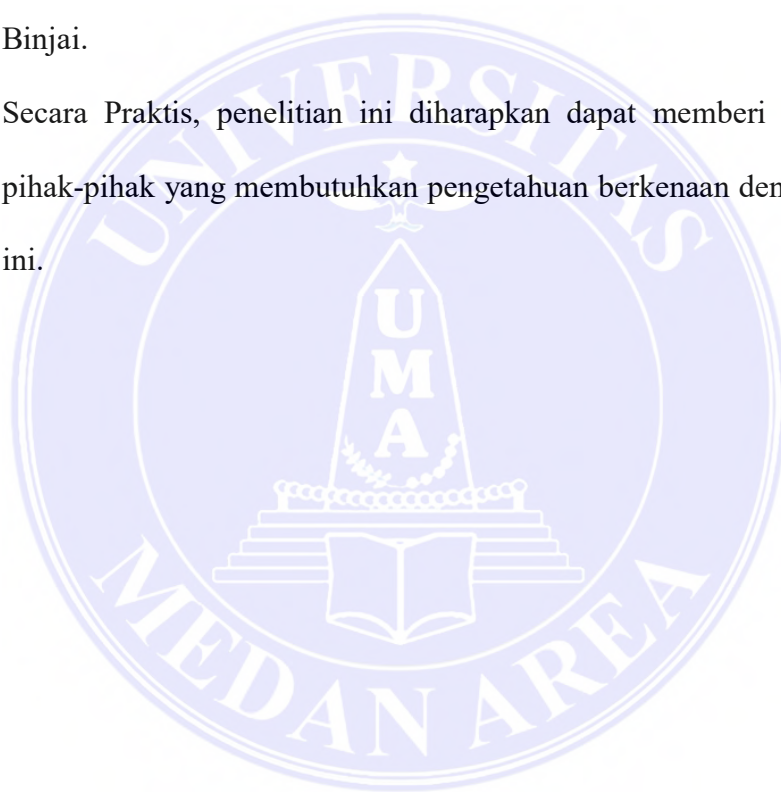 Binjai.
Secara Praktis, penelitian ini diharapkan dapat memberi
pihak-pihak yang membutuhkan pengetahuan berkenaan
ini.
UNIVERSITAS
UMA
MEDAN AREA